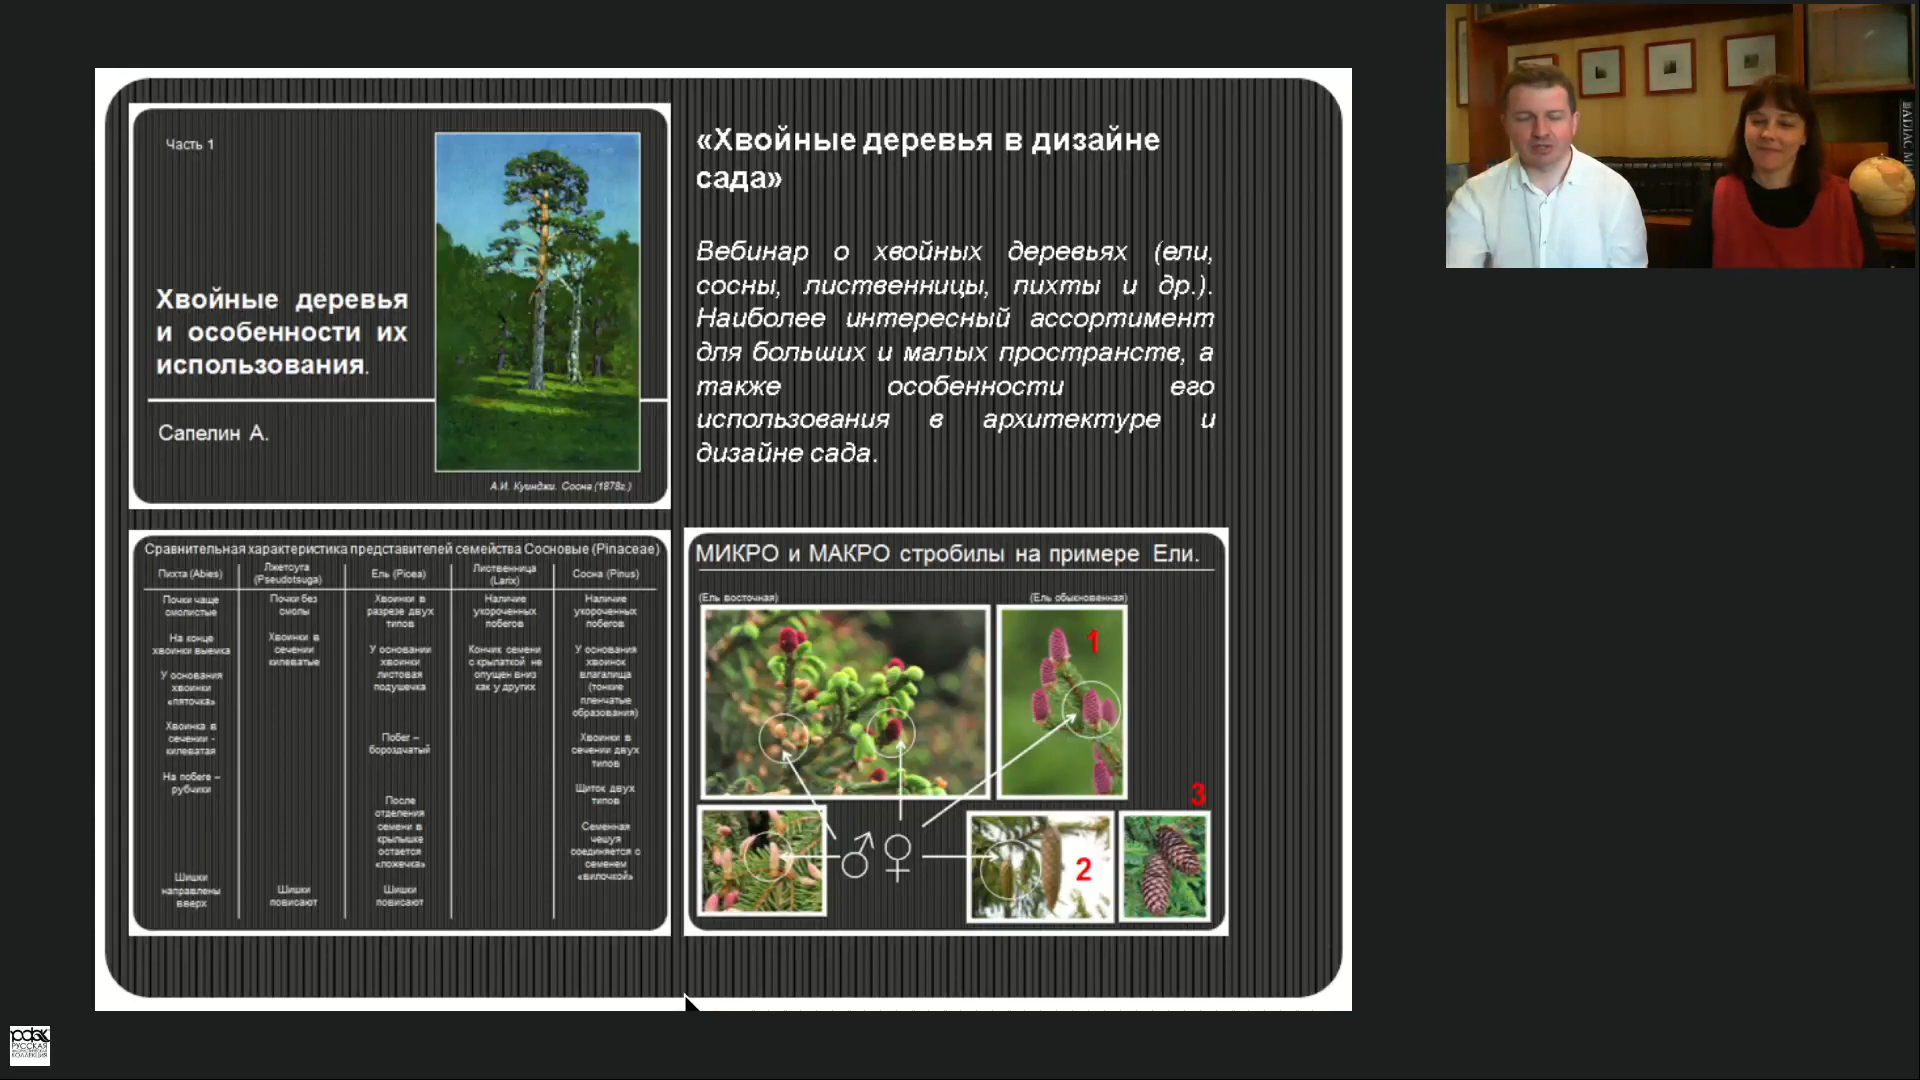 Часть 1
Хвойные деревья
и особенности их
использования.
Сапелин А.
А.И. Куинджи. Сосна (1878г.)
«Хвойные деревья в дизайне
сада»
Вебинар о хвойных деревьях (ели,
сосны, лиственницы, пихты и др.).
Наиболее интересный ассортимент
для больших и малых пространств, а
также особенности его
использования в архитектуре и
дизайне сада.
Сравнительная характеристика представителей семейства Сосновые (Pinaceae)
Пихта (Abies)
Почки чаще
смолистые
На конце
хвоинки выемка
У основания
хвоинки
«пяточка»
Хвоинка в
сечении -
килеватая
На побеге –
рубчики
Шишки
направлены
вверх
Лжетсуга
(Pseudotsuga)
Почки без
смолы
Хвоинки в
сечении
килеватые
Шишки
повисают
Ель (Picea)
Хвоинки в
разрезе двух
типов
У основании
хвоинки
листовая
подушечка
Побег –
бороздчатый
После
отделения
семени в
крылышке
остается
«ложечка»
Шишки
повисают
Лиственница
(Larix)
Наличие
укороченных
побегов
Кончик семени
с крылаткой не
опущен вниз
как у других
Сосна (Pinus)
Наличие
укороченных
побегов
У основания
хвоинок
влагалища
(тонкие
пленчатые
образования)
Хвоинки в
сечении двух
типов
Щиток двух
типов
Семенная
чешуя
соединяется с
семенем
«вилочкой»
МИКРО и МАКРО стробилы на примере Ели.
(Ель восточная)
(Ель обыкновенная)
1
3
♂ ♀
2
РУССКАЯ
КОЛЛЕКЦИЯ